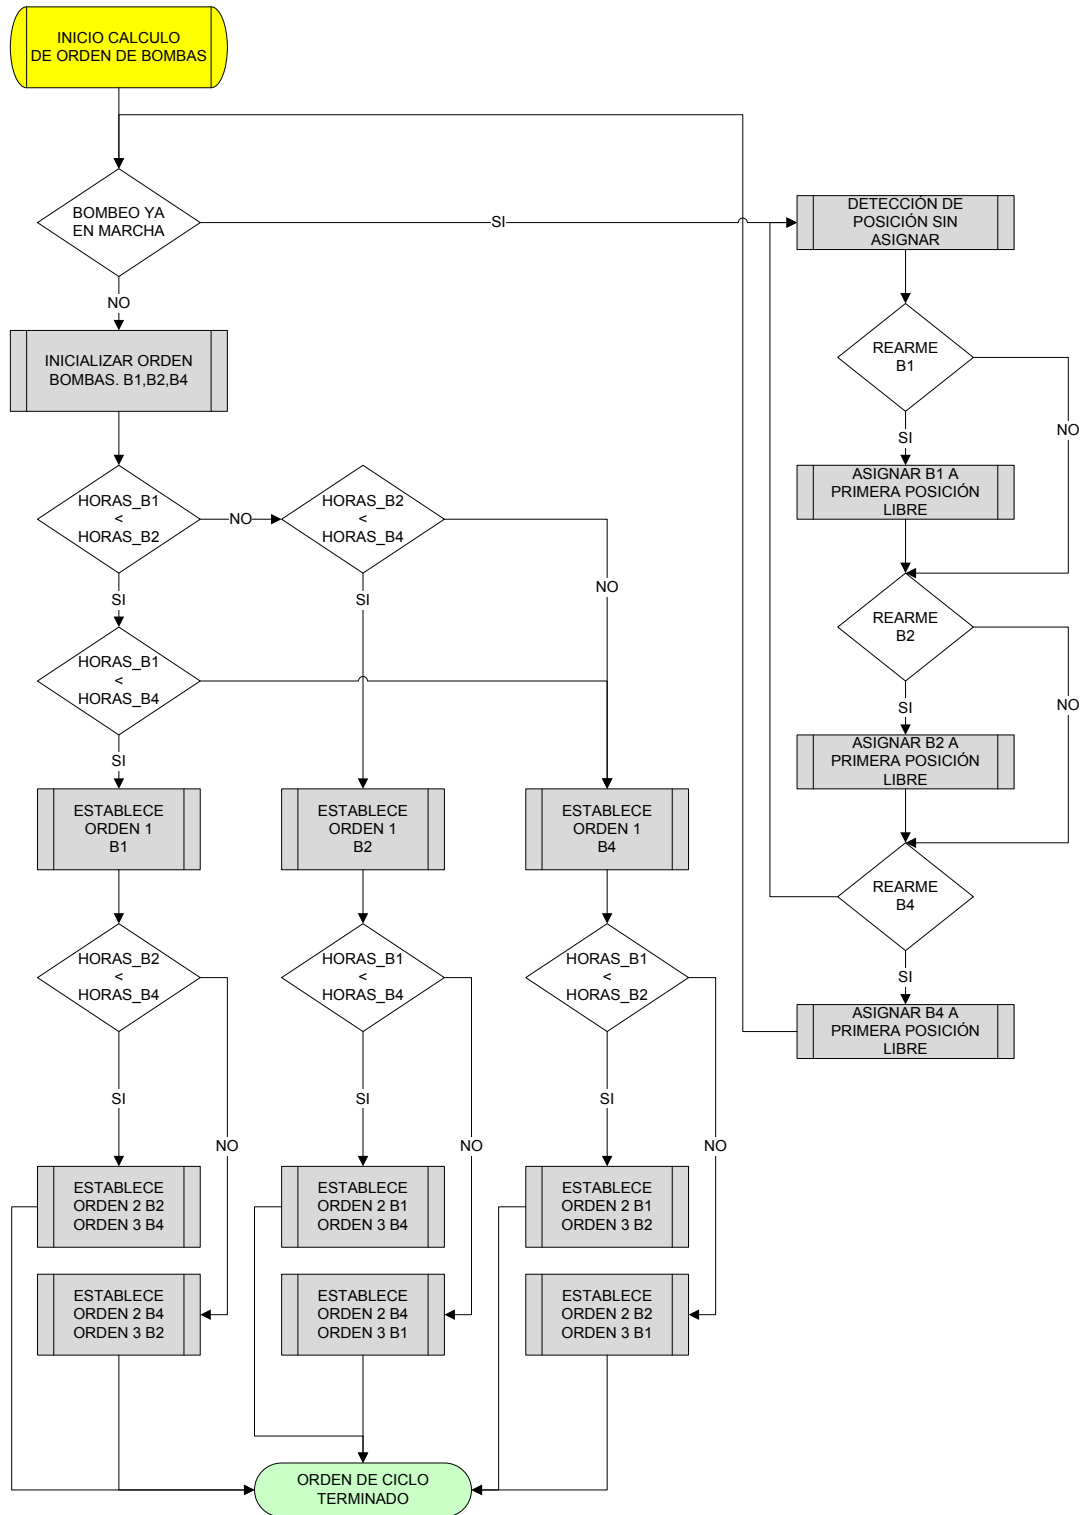 INICIO CALCULO
DE ORDEN DE BOMBAS
BOMBEO YA
EN MARCHA
SI
NO
INICIALIZAR ORDEN
BOMBAS. B1,B2,B4
HORAS_B1
<
HORAS_B2
NO
HORAS_B2
<
HORAS_B4
SI
SI
NO
HORAS_B1
<
HORAS_B4
SI
ESTABLECE
ORDEN 1
B1
ESTABLECE
ORDEN 1
B2
ESTABLECE
ORDEN 1
B4
HORAS_B2
<
HORAS_B4
HORAS_B1
<
HORAS_B4
HORAS_B1
<
HORAS_B2
SI
NO
SI
NO
SI
NO
ESTABLECE
ORDEN 2 B2
ORDEN 3 B4
ESTABLECE
ORDEN 2 B1
ORDEN 3 B4
ESTABLECE
ORDEN 2 B1
ORDEN 3 B2
ESTABLECE
ORDEN 2 B4
ORDEN 3 B2
ESTABLECE
ORDEN 2 B4
ORDEN 3 B1
ESTABLECE
ORDEN 2 B2
ORDEN 3 B1
ORDEN DE CICLO
TERMINADO
DETECCIÓN DE
POSICIÓN SIN
ASIGNAR
REARME
B1
SI
NO
ASIGNAR B1 A
PRIMERA POSICIÓN
LIBRE
REARME
B2
SI
NO
ASIGNAR B2 A
PRIMERA POSICIÓN
LIBRE
REARME
B4
SI
ASIGNAR B4 A
PRIMERA POSICIÓN
LIBRE